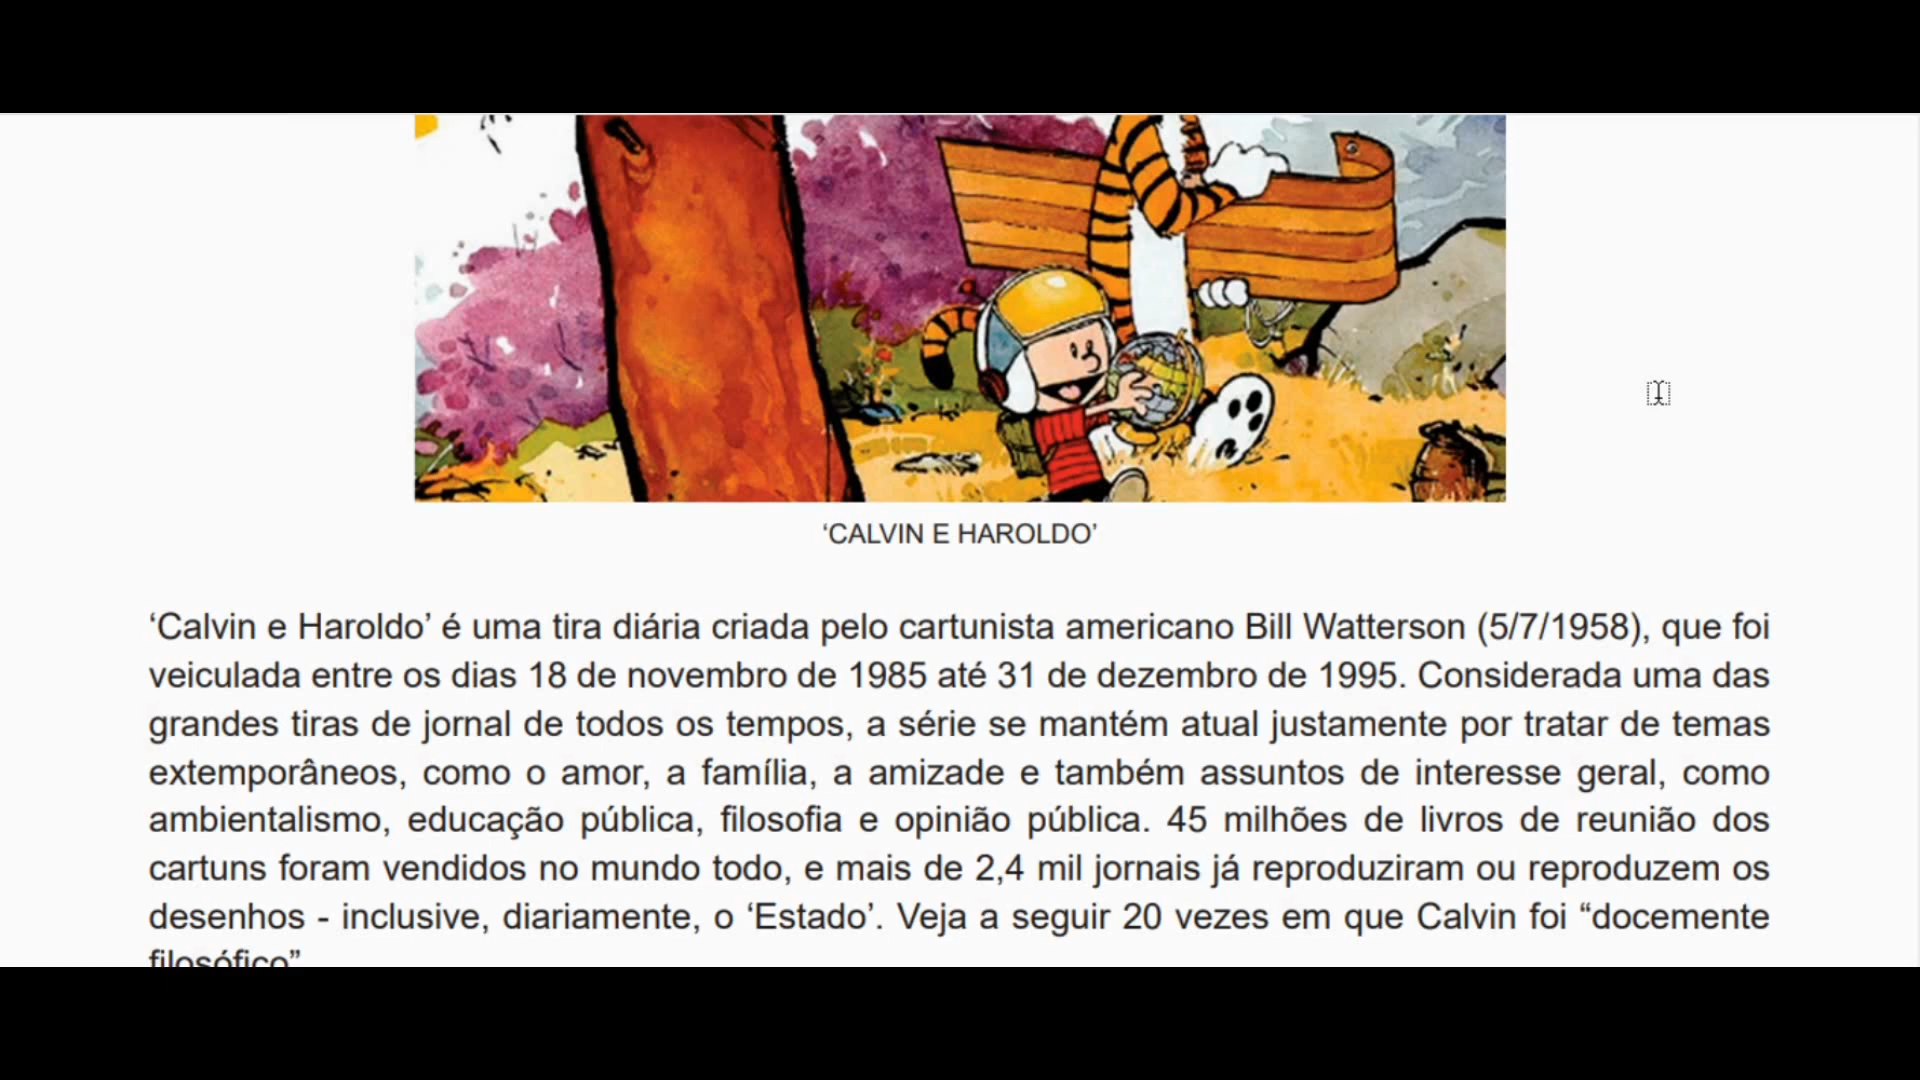 ‘CALVIN E HAROLDO’
‘Calvin e Haroldo’ é uma tira diária criada pelo cartunista americano Bill Watterson (5/7/1958), que foi
veiculada entre os dias 18 de novembro de 1985 até 31 de dezembro de 1995. Considerada uma das
grandes tiras de jornal de todos os tempos, a série se mantém atual justamente por tratar de temas
extemporâneos, como o amor, a família, a amizade e também assuntos de interesse geral, como
ambientalismo, educação pública, filosofia e opinião pública. 45 milhões de livros de reunião dos
cartuns foram vendidos no mundo todo, e mais de 2,4 mil jornais já reproduziram ou reproduzem os
desenhos - inclusive, diariamente, o ‘Estado’. Veja a seguir 20 vezes em que Calvin foi “docemente
filosófico”